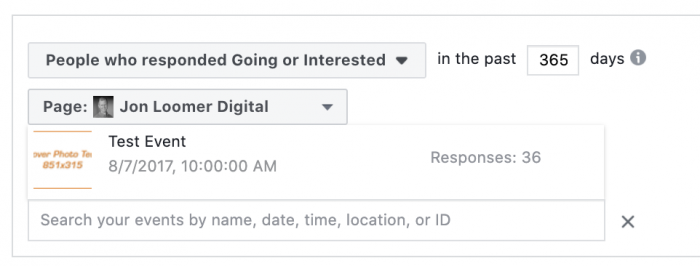 People who responded Going or Interested in the past 365 days
Page: Jon Loomer Digital
Test Event
over Photo Te
851x315
8/7/2017, 10:00:00 AM
Responses: 36
Search your events by name, date, time, location, or ID